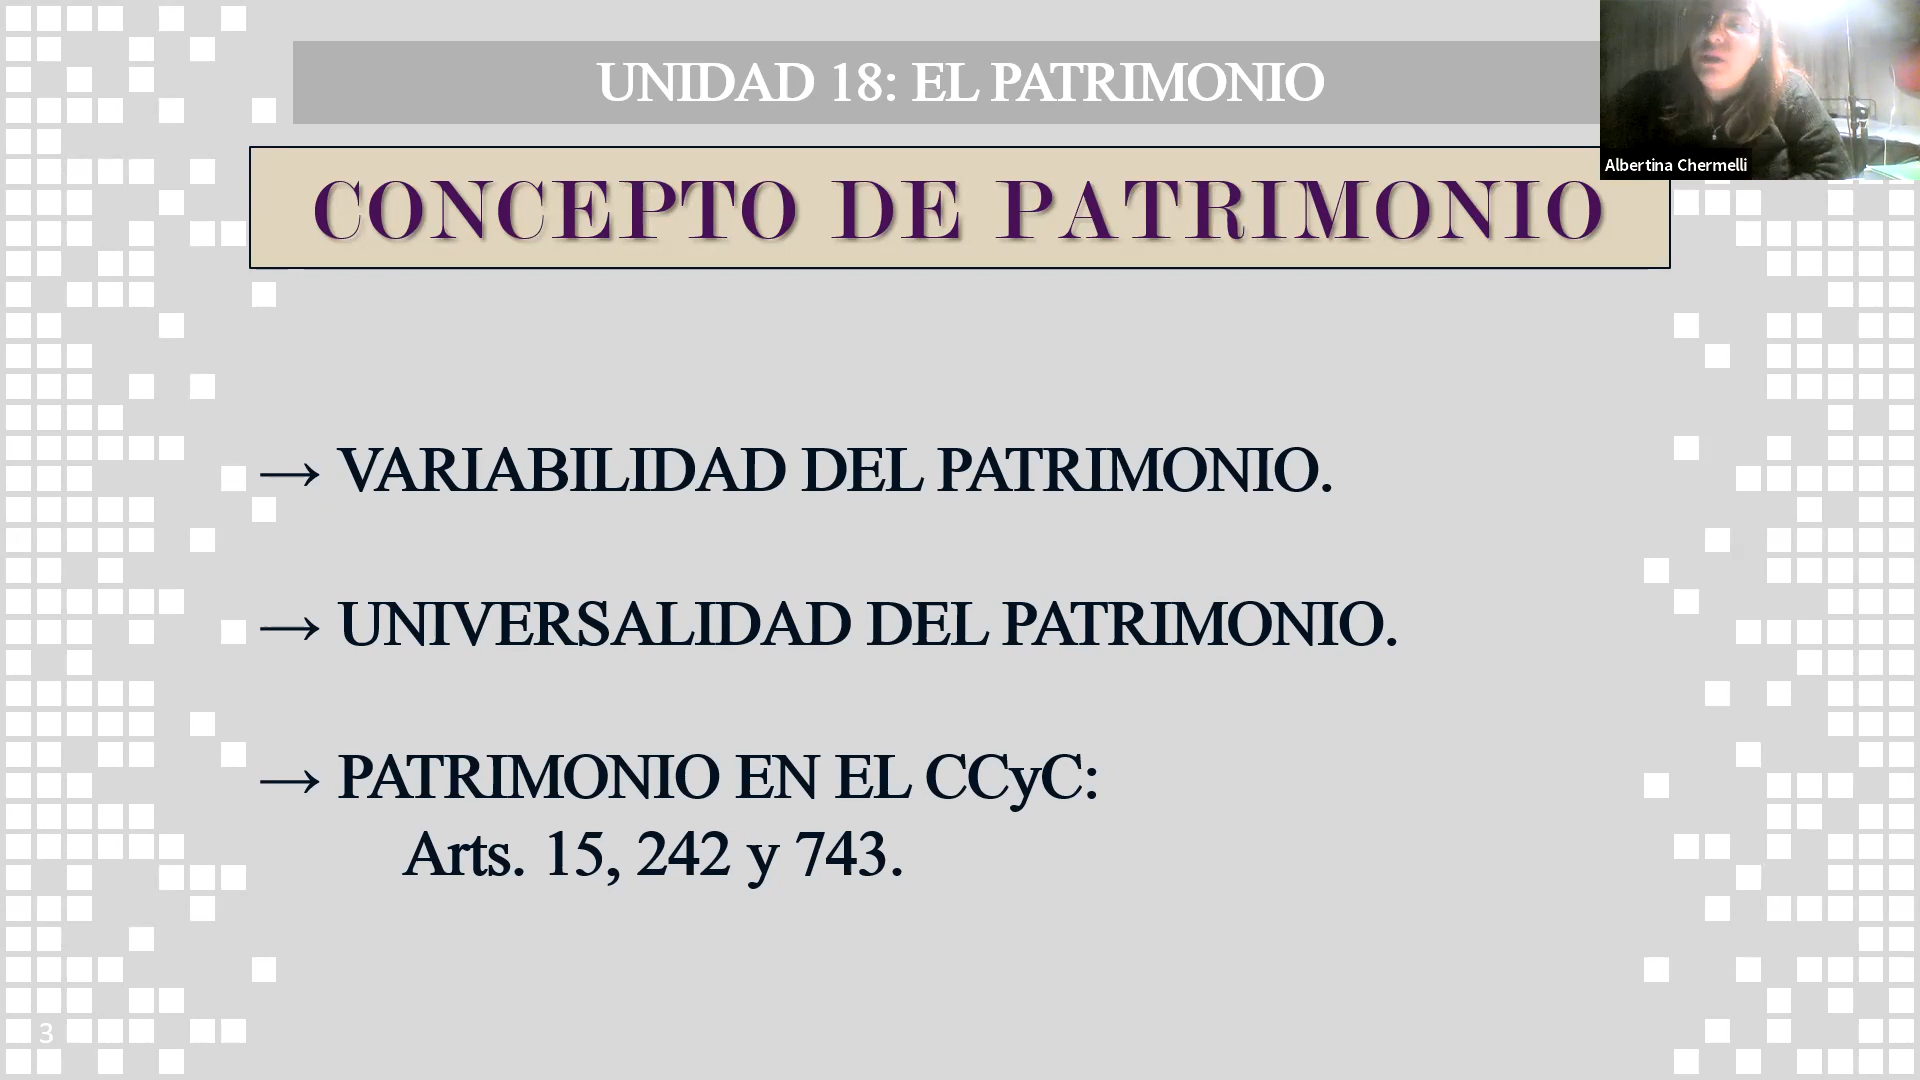 UNIDAD 18: EL PATRIMONIO
Albertina Chermelli
CONCEPTO DE PATRIMONIO
→ VARIABILIDAD DEL PATRIMONIO.
→ UNIVERSALIDAD DEL PATRIMONIO.
→ PATRIMONIO EN EL CCyC:
Arts. 15, 242 y 743.
3